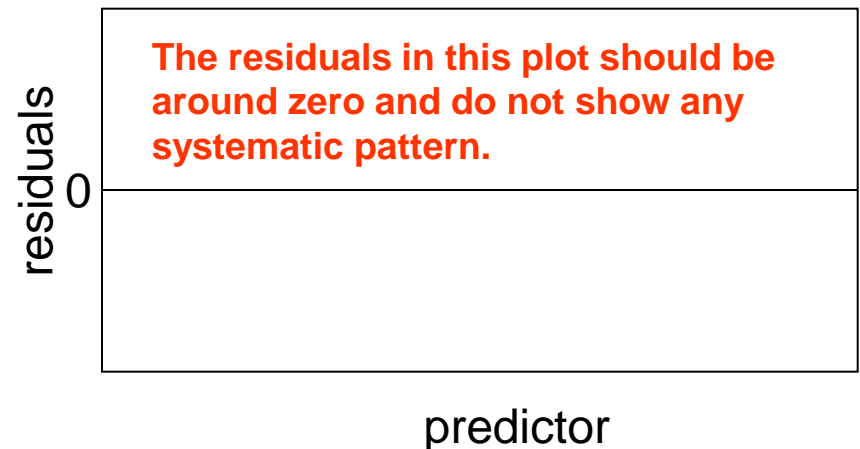 The residuals in this plot should be
around zero and do not show any
systematic pattern.
residuals
0
predictor